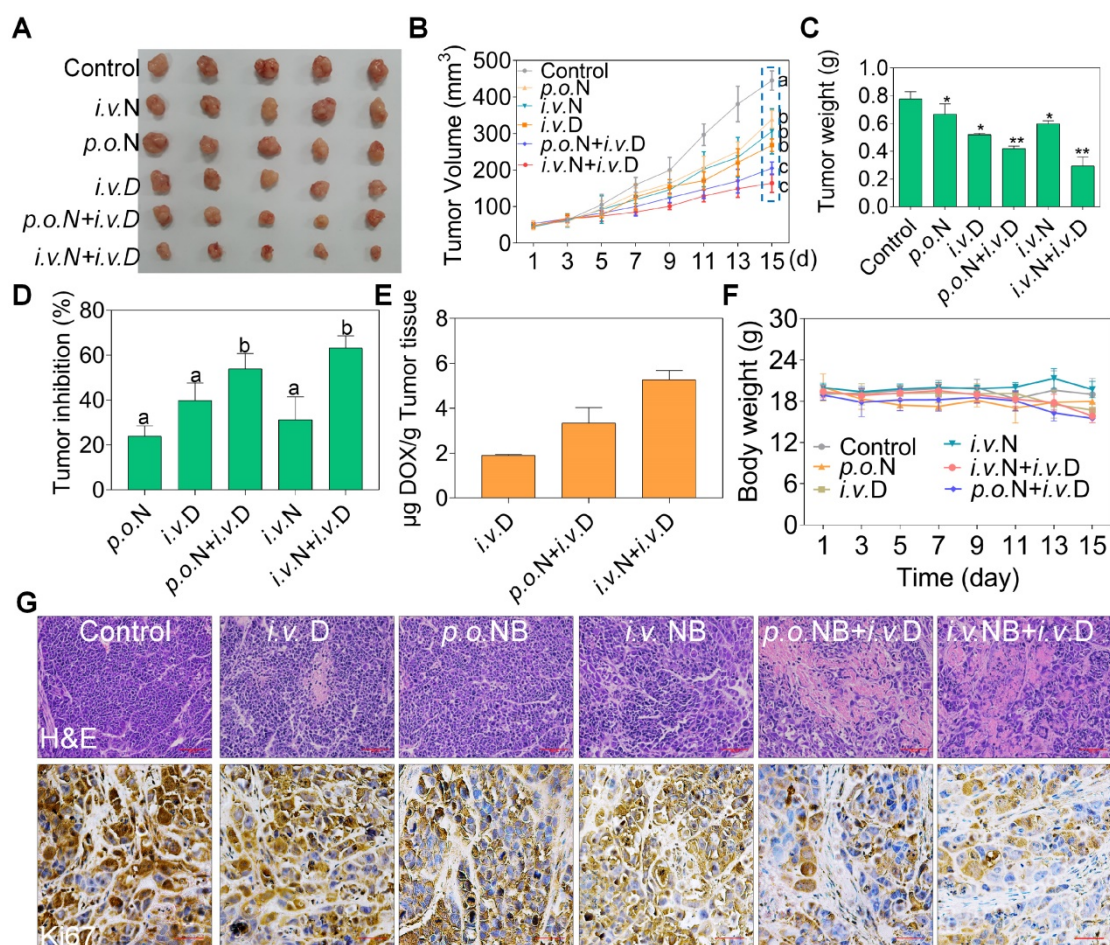 A
Control
i.v.N
p.o.N
i.v.D
p.o.N+i.v.D
i.v.N+i.v.D
B
Tumor Volume (mm³)
500
400
300
200
100
0
Control
p.o.N
i.v.N
i.v.D
p.o.N+i.v.D
i.v.N+i.v.D
a
b
b
b
c
c
1 3 5 7 9 11 13 15 (d)
C
Tumor weight (g)
1.0
0.8
0.6
0.4
0.2
0.0
* * ** * **
Control p.o.N i.v.D p.o.N+i.v.D i.v.N i.v.N+i.v.D
D
Tumor inhibition (%)
80
60
40
20
0
a a b a b
p.o.N i.v.D p.o.N+i.v.D i.v.N i.v.N+i.v.D
E
µg DOX/g Tumor tissue
8
6
4
2
0
i.v.D p.o.N+i.v.D i.v.N+i.v.D
F
Body weight (g)
30
24
18
12
6
0
Control
p.o.N
i.v.D
i.v.N
i.v.N+i.v.D
p.o.N+i.v.D
1 3 5 7 9 11 13 15
Time (day)
G
Control i.v. D p.o.NB i.v. NB p.o.NB+i.v.D i.v.NB+i.v.D
H&E
Ki67